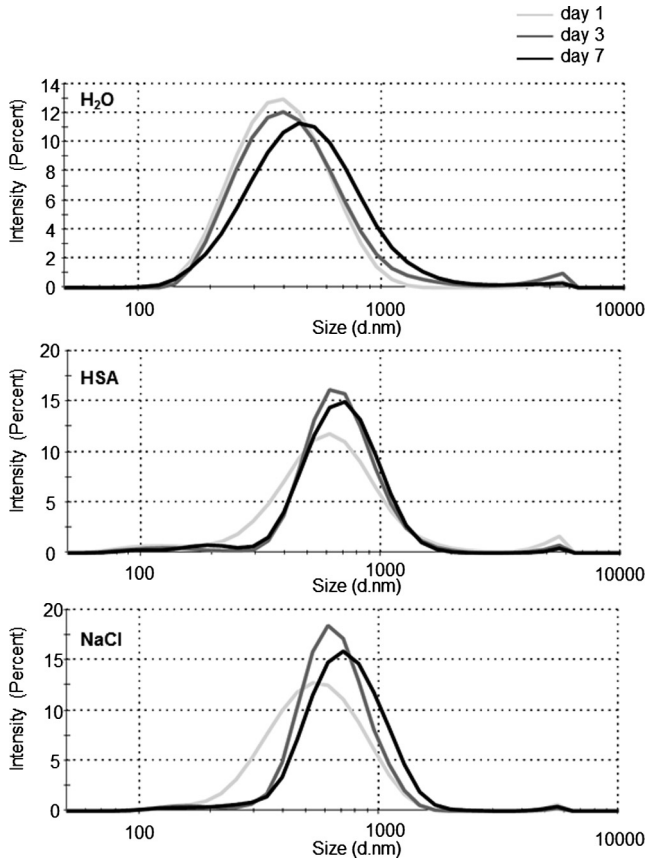 day 1
day 3
day 7
14
12
10
8
6
4
2
0
Intensity (Percent)
H₂O
100
1000
10000
Size (d.nm)
20
15
10
5
0
Intensity (Percent)
HSA
100
1000
10000
Size (d.nm)
20
15
10
5
0
Intensity (Percent)
NaCl
100
1000
10000
Size (d.nm)